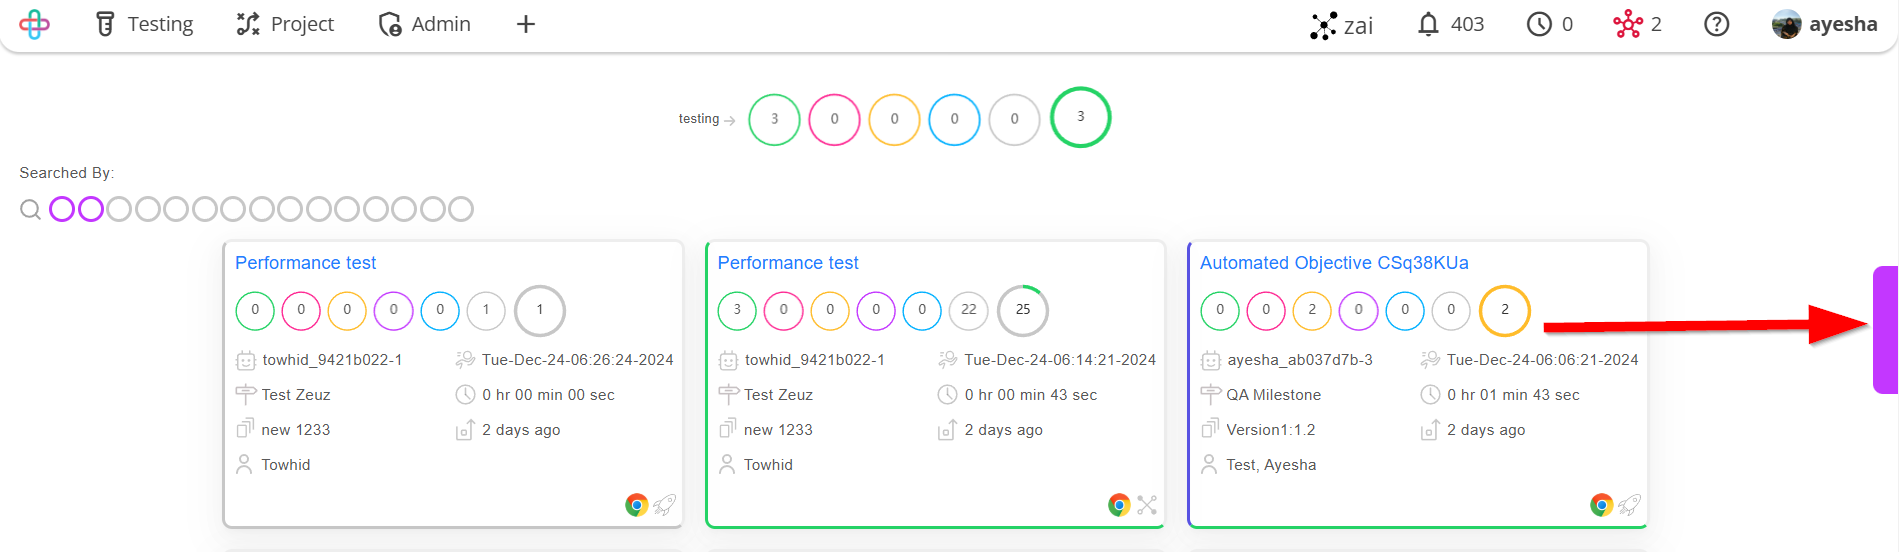 Testing Project Admin + zai 403 0 2 ? ayesha
testing → 3 0 0 0 0 3
Searched By:
Performance test
0 0 0 0 0 1 1
towhid_9421b022-1 Tue-Dec-24-06:26:24-2024
Test Zeuz 0 hr 00 min 00 sec
new 1233 2 days ago
Towhid
Performance test
3 0 0 0 0 22 25
towhid_9421b022-1 Tue-Dec-24-06:14:21-2024
Test Zeuz 0 hr 00 min 43 sec
new 1233 2 days ago
Towhid
Automated Objective CSq38KUa
0 0 2 0 0 0 2
ayesha_ab037d7b-3 Tue-Dec-24-06:06:21-2024
QA Milestone 0 hr 01 min 43 sec
Version1:1.2 2 days ago
Test, Ayesha